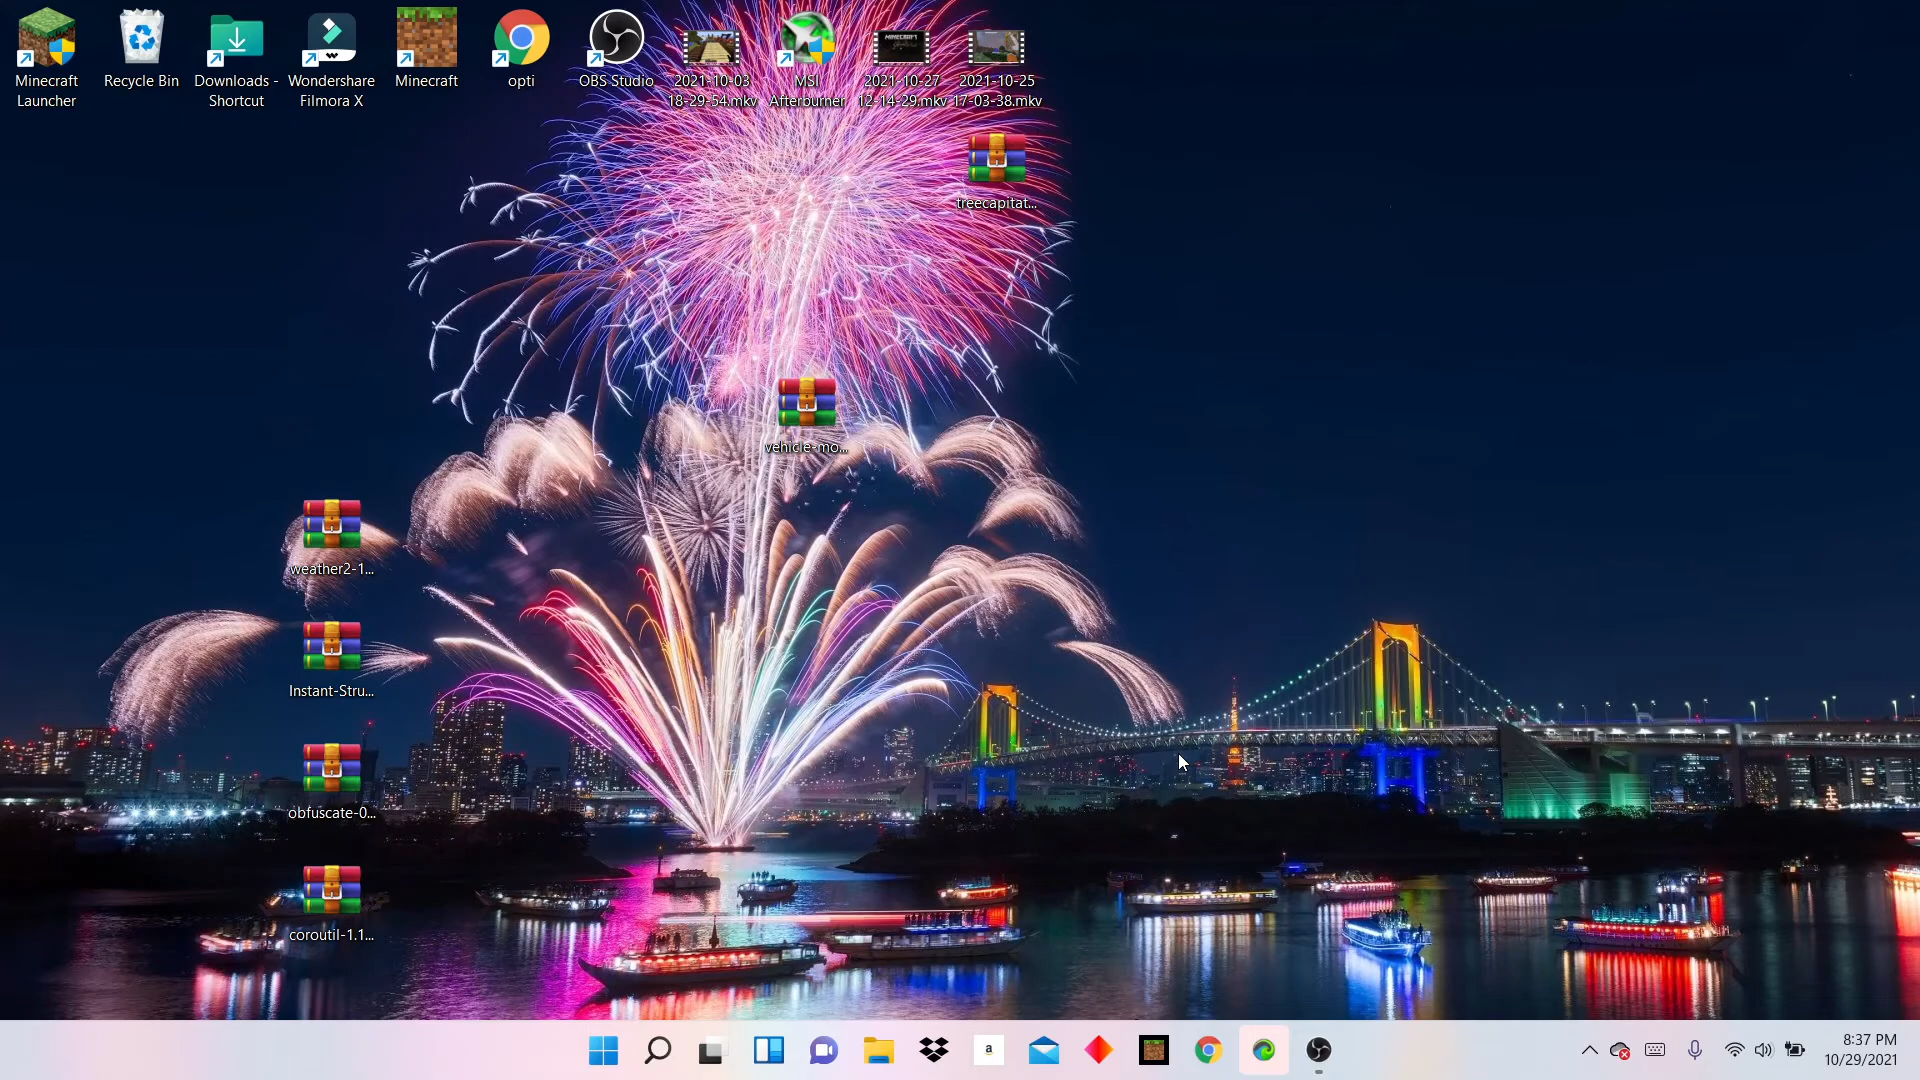 Minecraft
Launcher
Recycle Bin
Downloads -
Shortcut
Wondershare
Filmora X
Minecraft
opti
OBS Studio
2021-10-03
18-29-54.mkv
MSI
Afterburner
MINECRAFT
2021-10-27
12-14-29.mkv
2021-10-25
17-03-38.mkv
treecapitat...
vehicle-mo...
weather2-1...
Instant-Stru...
obfuscate-0...
coroutil-1.1...
a
8:37 PM
10/29/2021